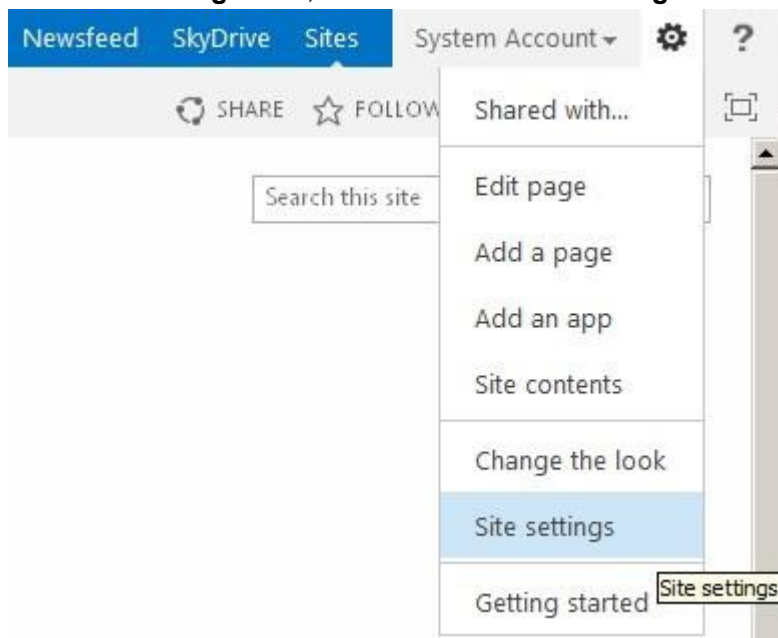 Newsfeed SkyDrive Sites System Account ?
SHARE FOLLOW
Shared with...
Search this site
Edit page
Add a page
Add an app
Site contents
Change the look
Site settings
Site settings
Getting started